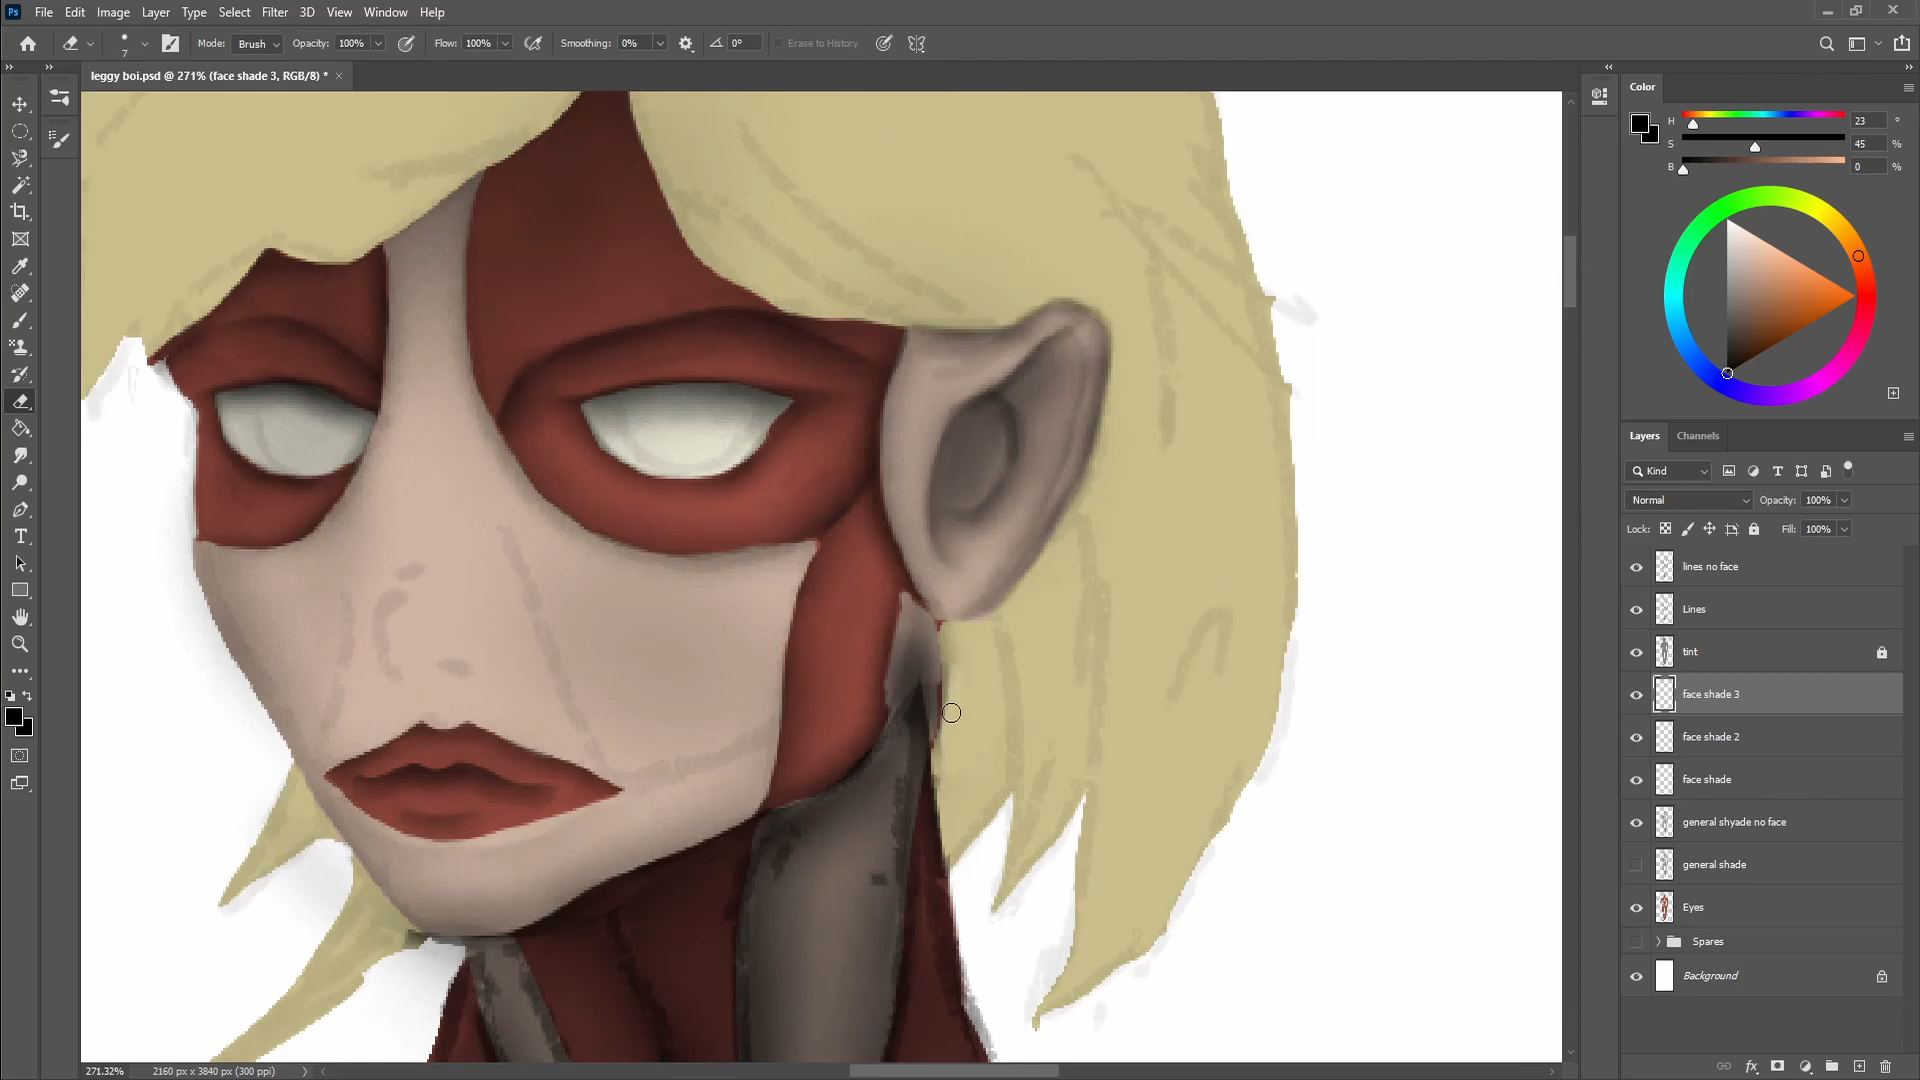 Ps File Edit Image Layer Type Select Filter 3D View Window Help
7 Mode: Brush Opacity: 100% Flow: 100% Smoothing: 0% 0° Erase to History
leggy boi.psd @ 271% (face shade 3, RGB/8) *
Color
H 23 °
S 45 %
B 0 %
Layers Channels
Kind
Normal Opacity: 100%
Lock: Fill: 100%
lines no face
Lines
tint
face shade 3
face shade 2
face shade
general shyade no face
general shade
Eyes
Spares
Background
271.32% 2160 px x 3840 px (300 ppi)